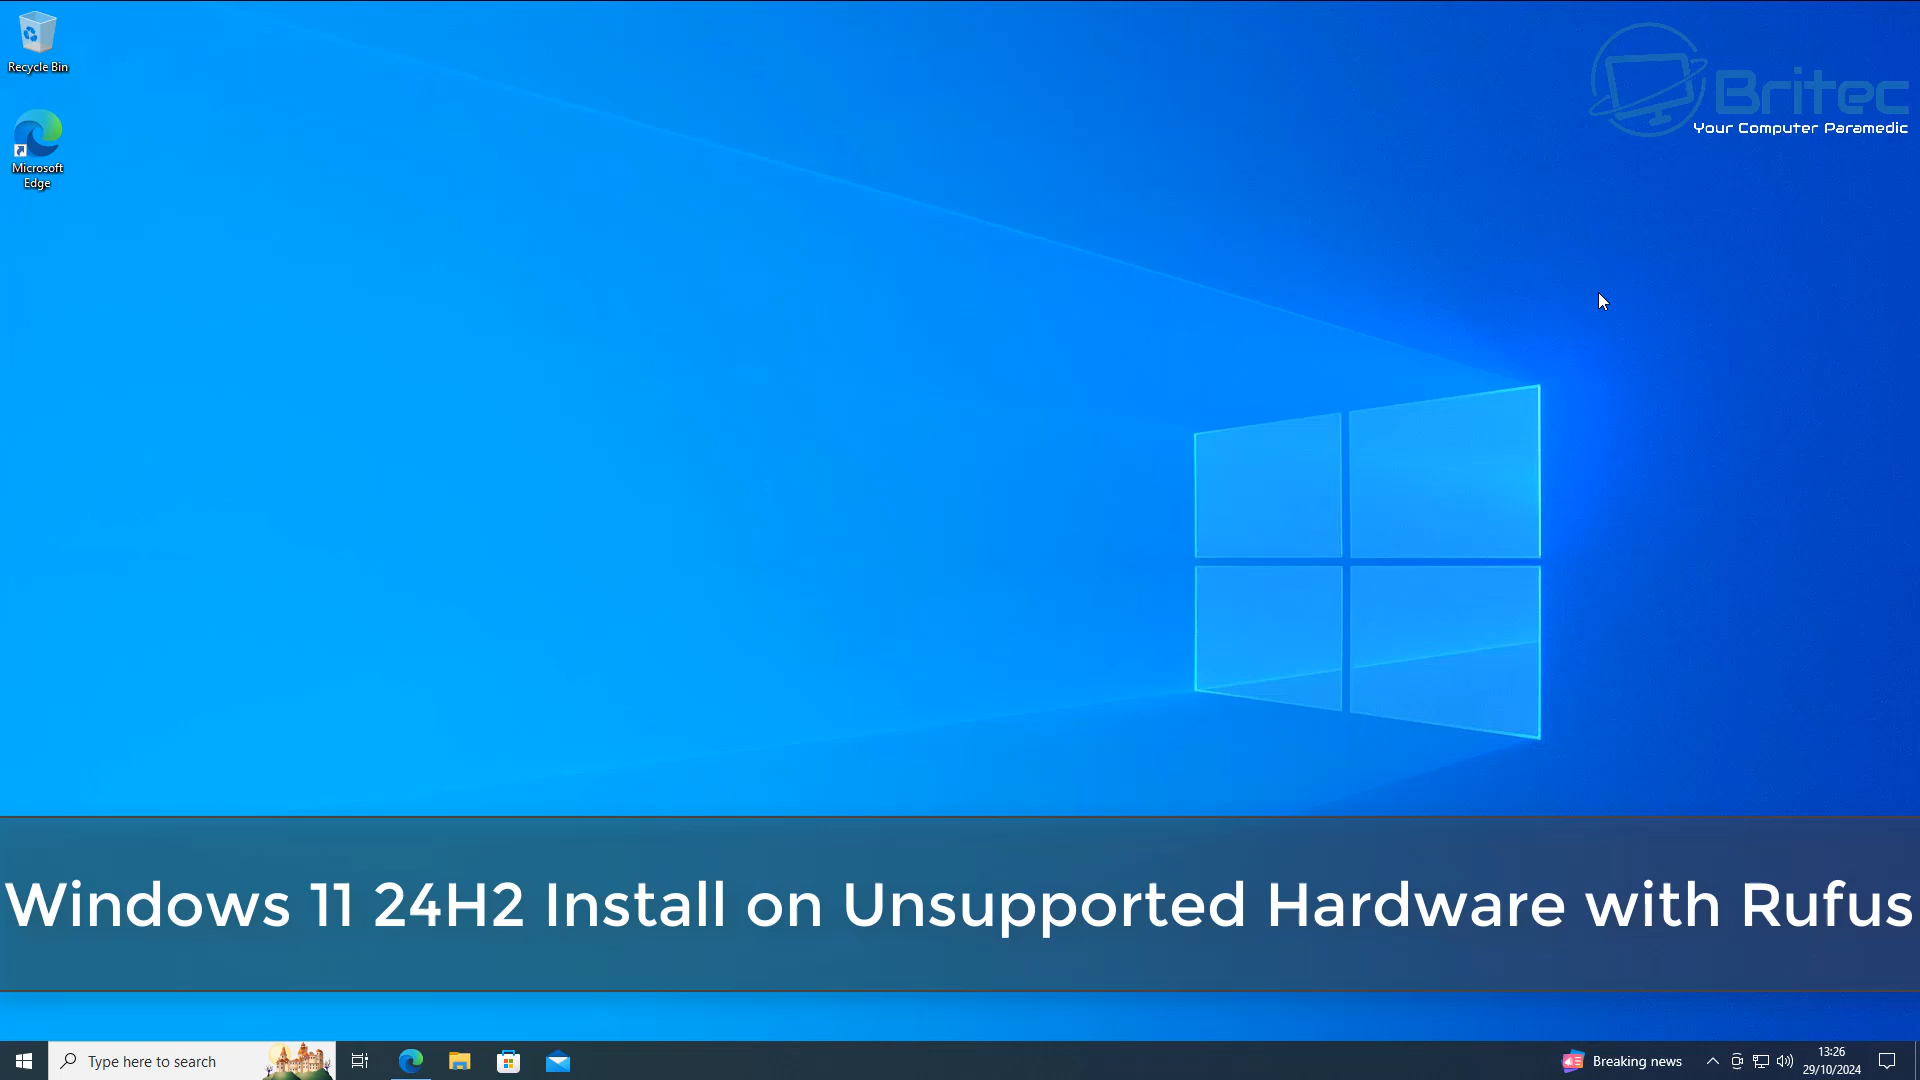 Recycle Bin
Britec
Your Computer Paramedic
Microsoft
Edge
Windows 11 24H2 Install on Unsupported Hardware with Rufus
Type here to search
Breaking news
13:26
29/10/2024